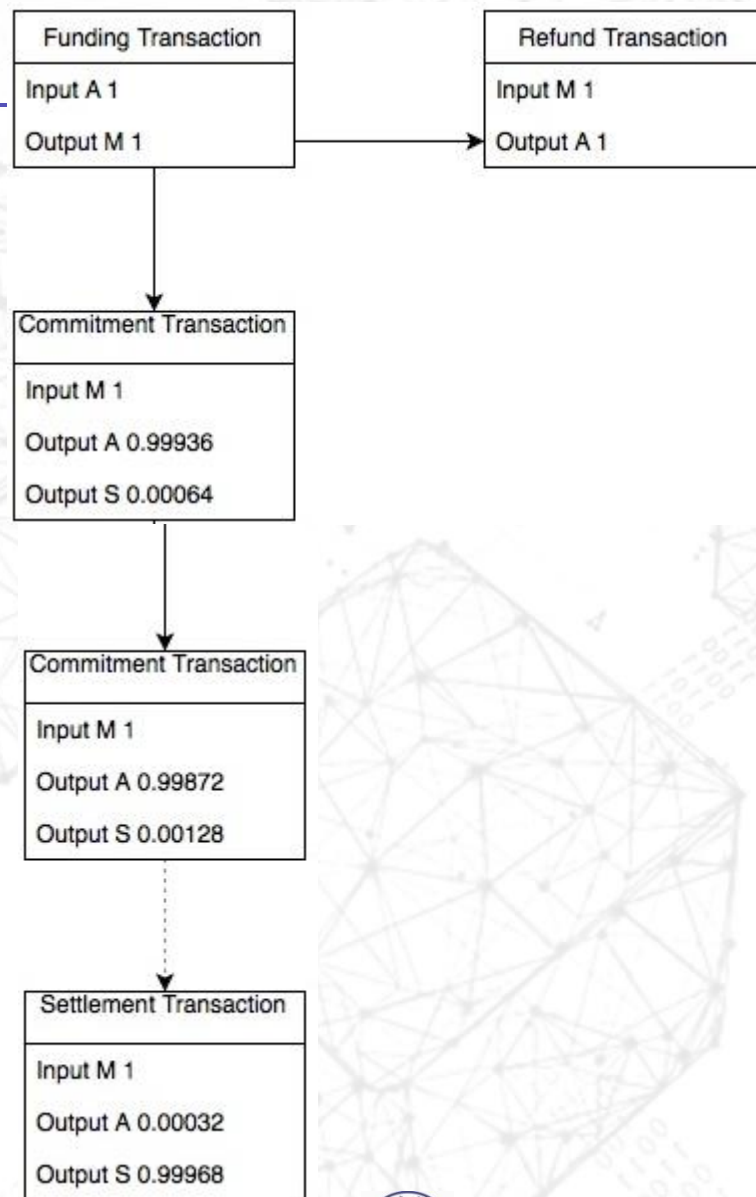 Funding Transaction
Input A 1
Output M 1
Refund Transaction
Input M 1
Output A 1
Commitment Transaction
Input M 1
Output A 0.99936
Output S 0.00064
Commitment Transaction
Input M 1
Output A 0.99872
Output S 0.00128
Settlement Transaction
Input M 1
Output A 0.00032
Output S 0.99968